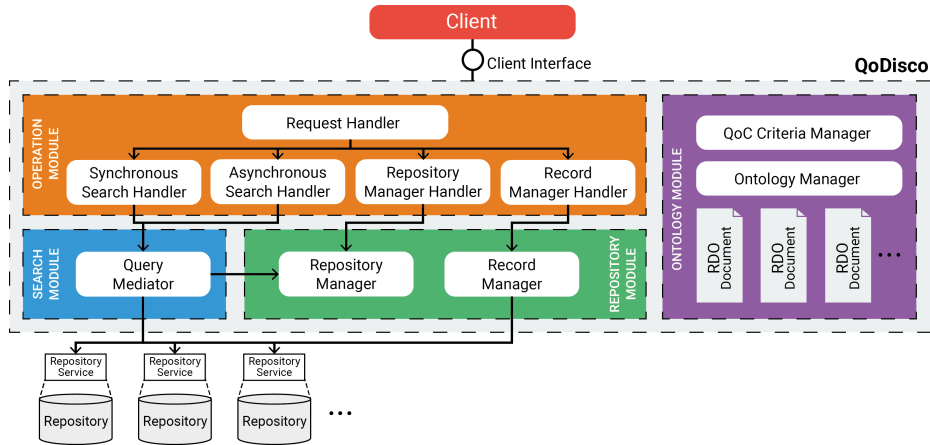 Client
Client Interface
QoDisco
OPERATION
MODULE
Request Handler
Synchronous
Search Handler
Asynchronous
Search Handler
Repository
Manager Handler
Record
Manager Handler
SEARCH
MODULE
Query
Mediator
Repository
Manager
Record
Manager
REPOSITORY
MODULE
ONTOLOGY MODULE
QoC Criteria Manager
Ontology Manager
RDO
Document
RDO
Document
RDO
Document
...
Repository
Service
Repository
Service
Repository
Service
Repository
Repository
Repository
...